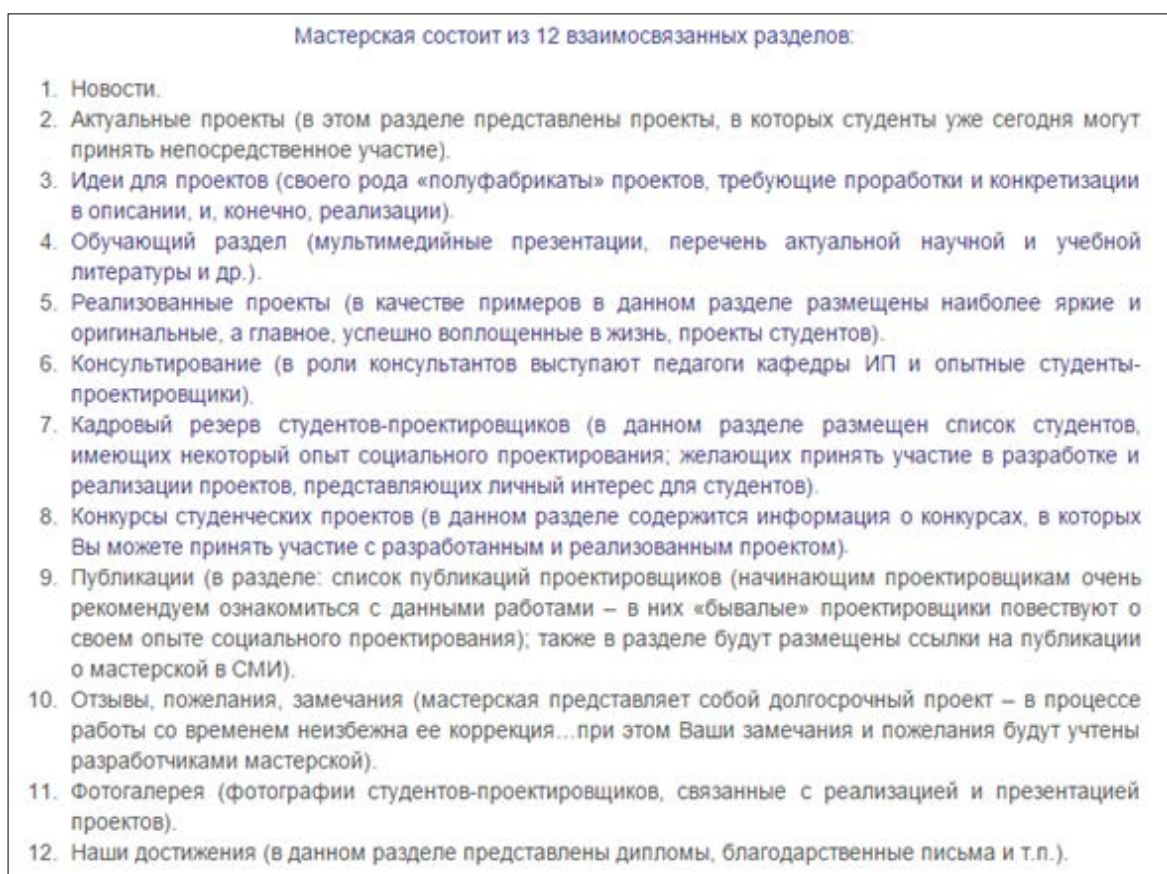 Мастерская состоит из 12 взаимосвязанных разделов:
1. Новости.
2. Актуальные проекты (в этом разделе представлены проекты, в которых студенты уже сегодня могут
принять непосредственное участие).
3. Идеи для проектов (своего рода «полуфабрикаты» проектов, требующие проработки и конкретизации
в описании, и, конечно, реализации).
4. Обучающий раздел (мультимедийные презентации, перечень актуальной научной и учебной
литературы и др.).
5. Реализованные проекты (в качестве примеров в данном разделе размещены наиболее яркие и
оригинальные, а главное, успешно воплощенные в жизнь, проекты студентов).
6. Консультирование (в роли консультантов выступают педагоги кафедры ИП и опытные студенты-
проектировщики).
7. Кадровый резерв студентов-проектировщиков (в данном разделе размещен список студентов,
имеющих некоторый опыт социального проектирования; желающих принять участие в разработке и
реализации проектов, представляющих личный интерес для студентов).
8. Конкурсы студенческих проектов (в данном разделе содержится информация о конкурсах, в которых
Вы можете принять участие с разработанным и реализованным проектом).
9. Публикации (в разделе: список публикаций проектировщиков (начинающим проектировщикам очень
рекомендуем ознакомиться с данными работами – в них «бывалые» проектировщики повествуют о
своем опыте социального проектирования); также в разделе будут размещены ссылки на публикации
о мастерской в СМИ).
10. Отзывы, пожелания, замечания (мастерская представляет собой долгосрочный проект – в процессе
работы со временем неизбежна ее коррекция…при этом Ваши замечания и пожелания будут учтены
разработчиками мастерской).
11. Фотогалерея (фотографии студентов-проектировщиков, связанные с реализацией и презентацией
проектов).
12. Наши достижения (в данном разделе представлены дипломы, благодарственные письма и т.п.).